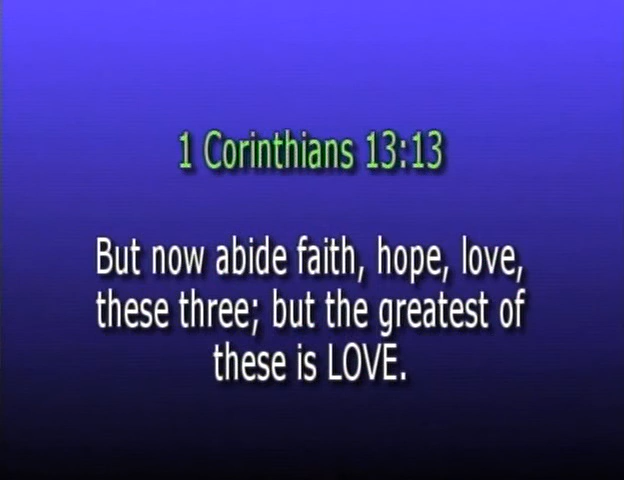 1 Corinthians 13:13
But now abide faith, hope, love,
these three; but the greatest of
these is LOVE.